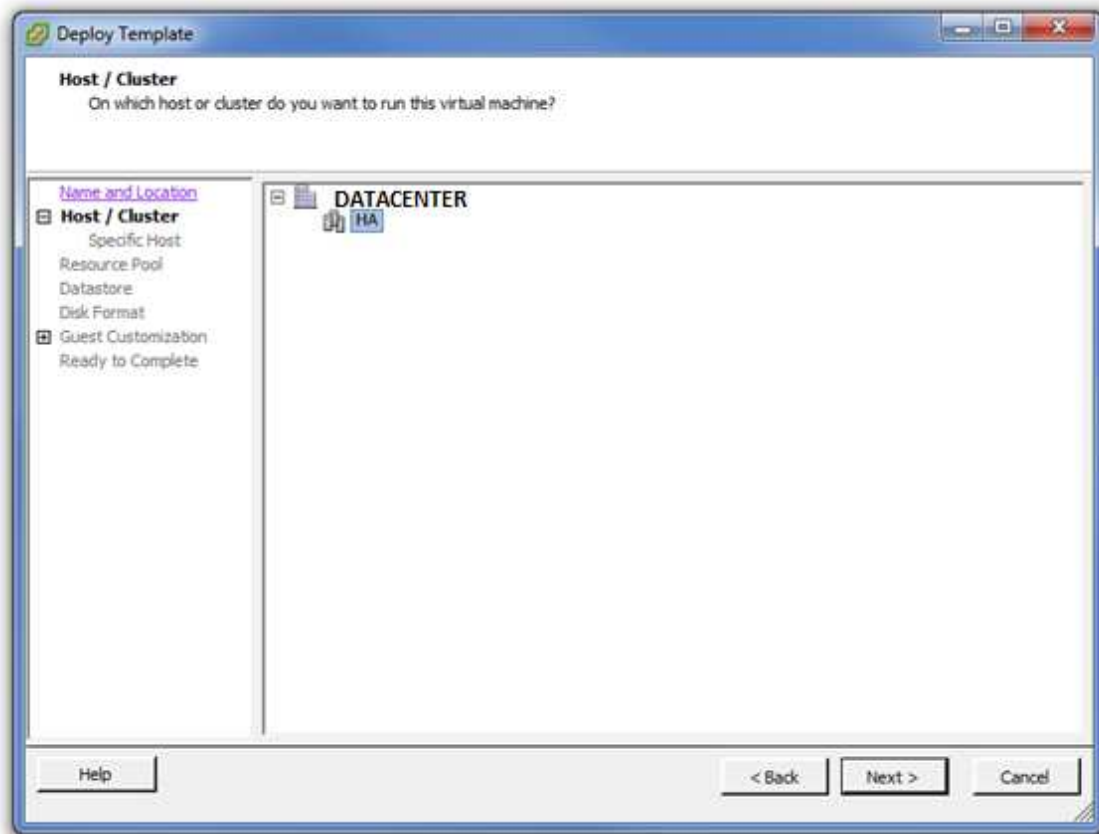 Deploy Template
Host / Cluster
On which host or cluster do you want to run this virtual machine?
Name and Location
Host / Cluster
Specific Host
Resource Pool
Datastore
Disk Format
Guest Customization
Ready to Complete
DATACENTER
HA
Help
< Back
Next >
Cancel